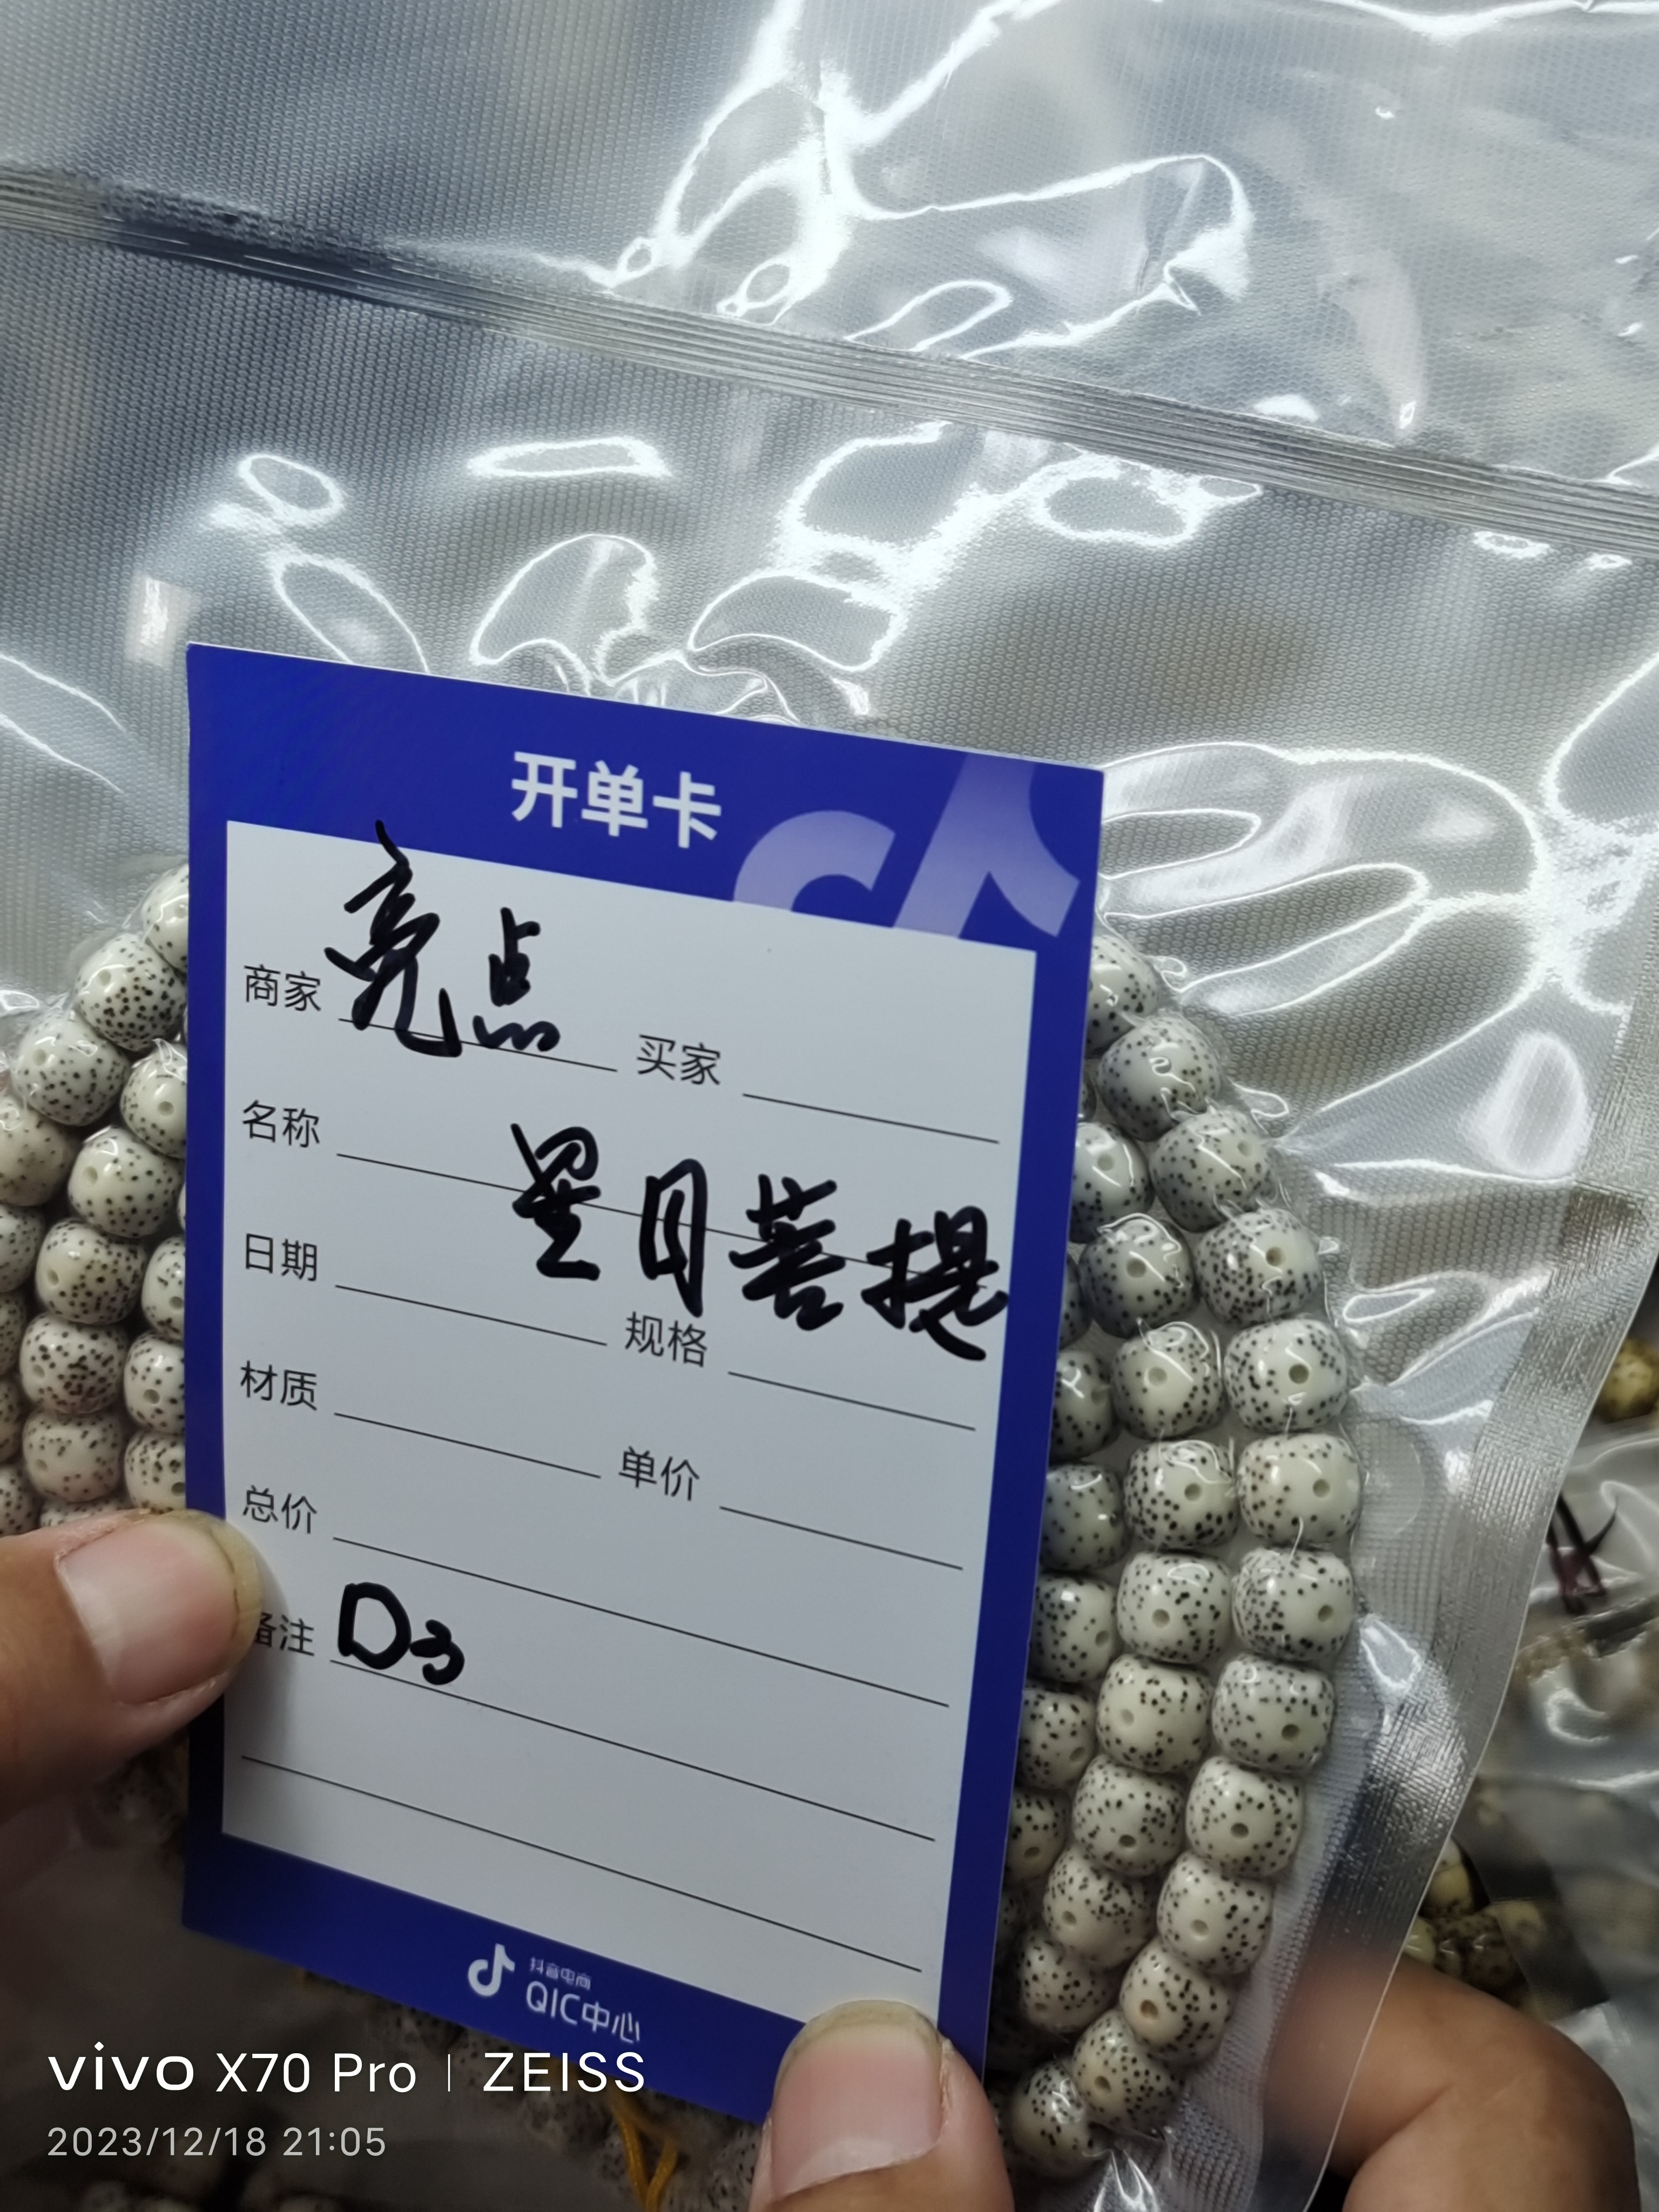 开单卡
商家 亮点 买家
名称 星月菩提
日期 规格
材质 单价
总价
备注 D3
抖音电商
QIC中心
vivo X70 Pro | ZEISS
2023/12/18 21:05